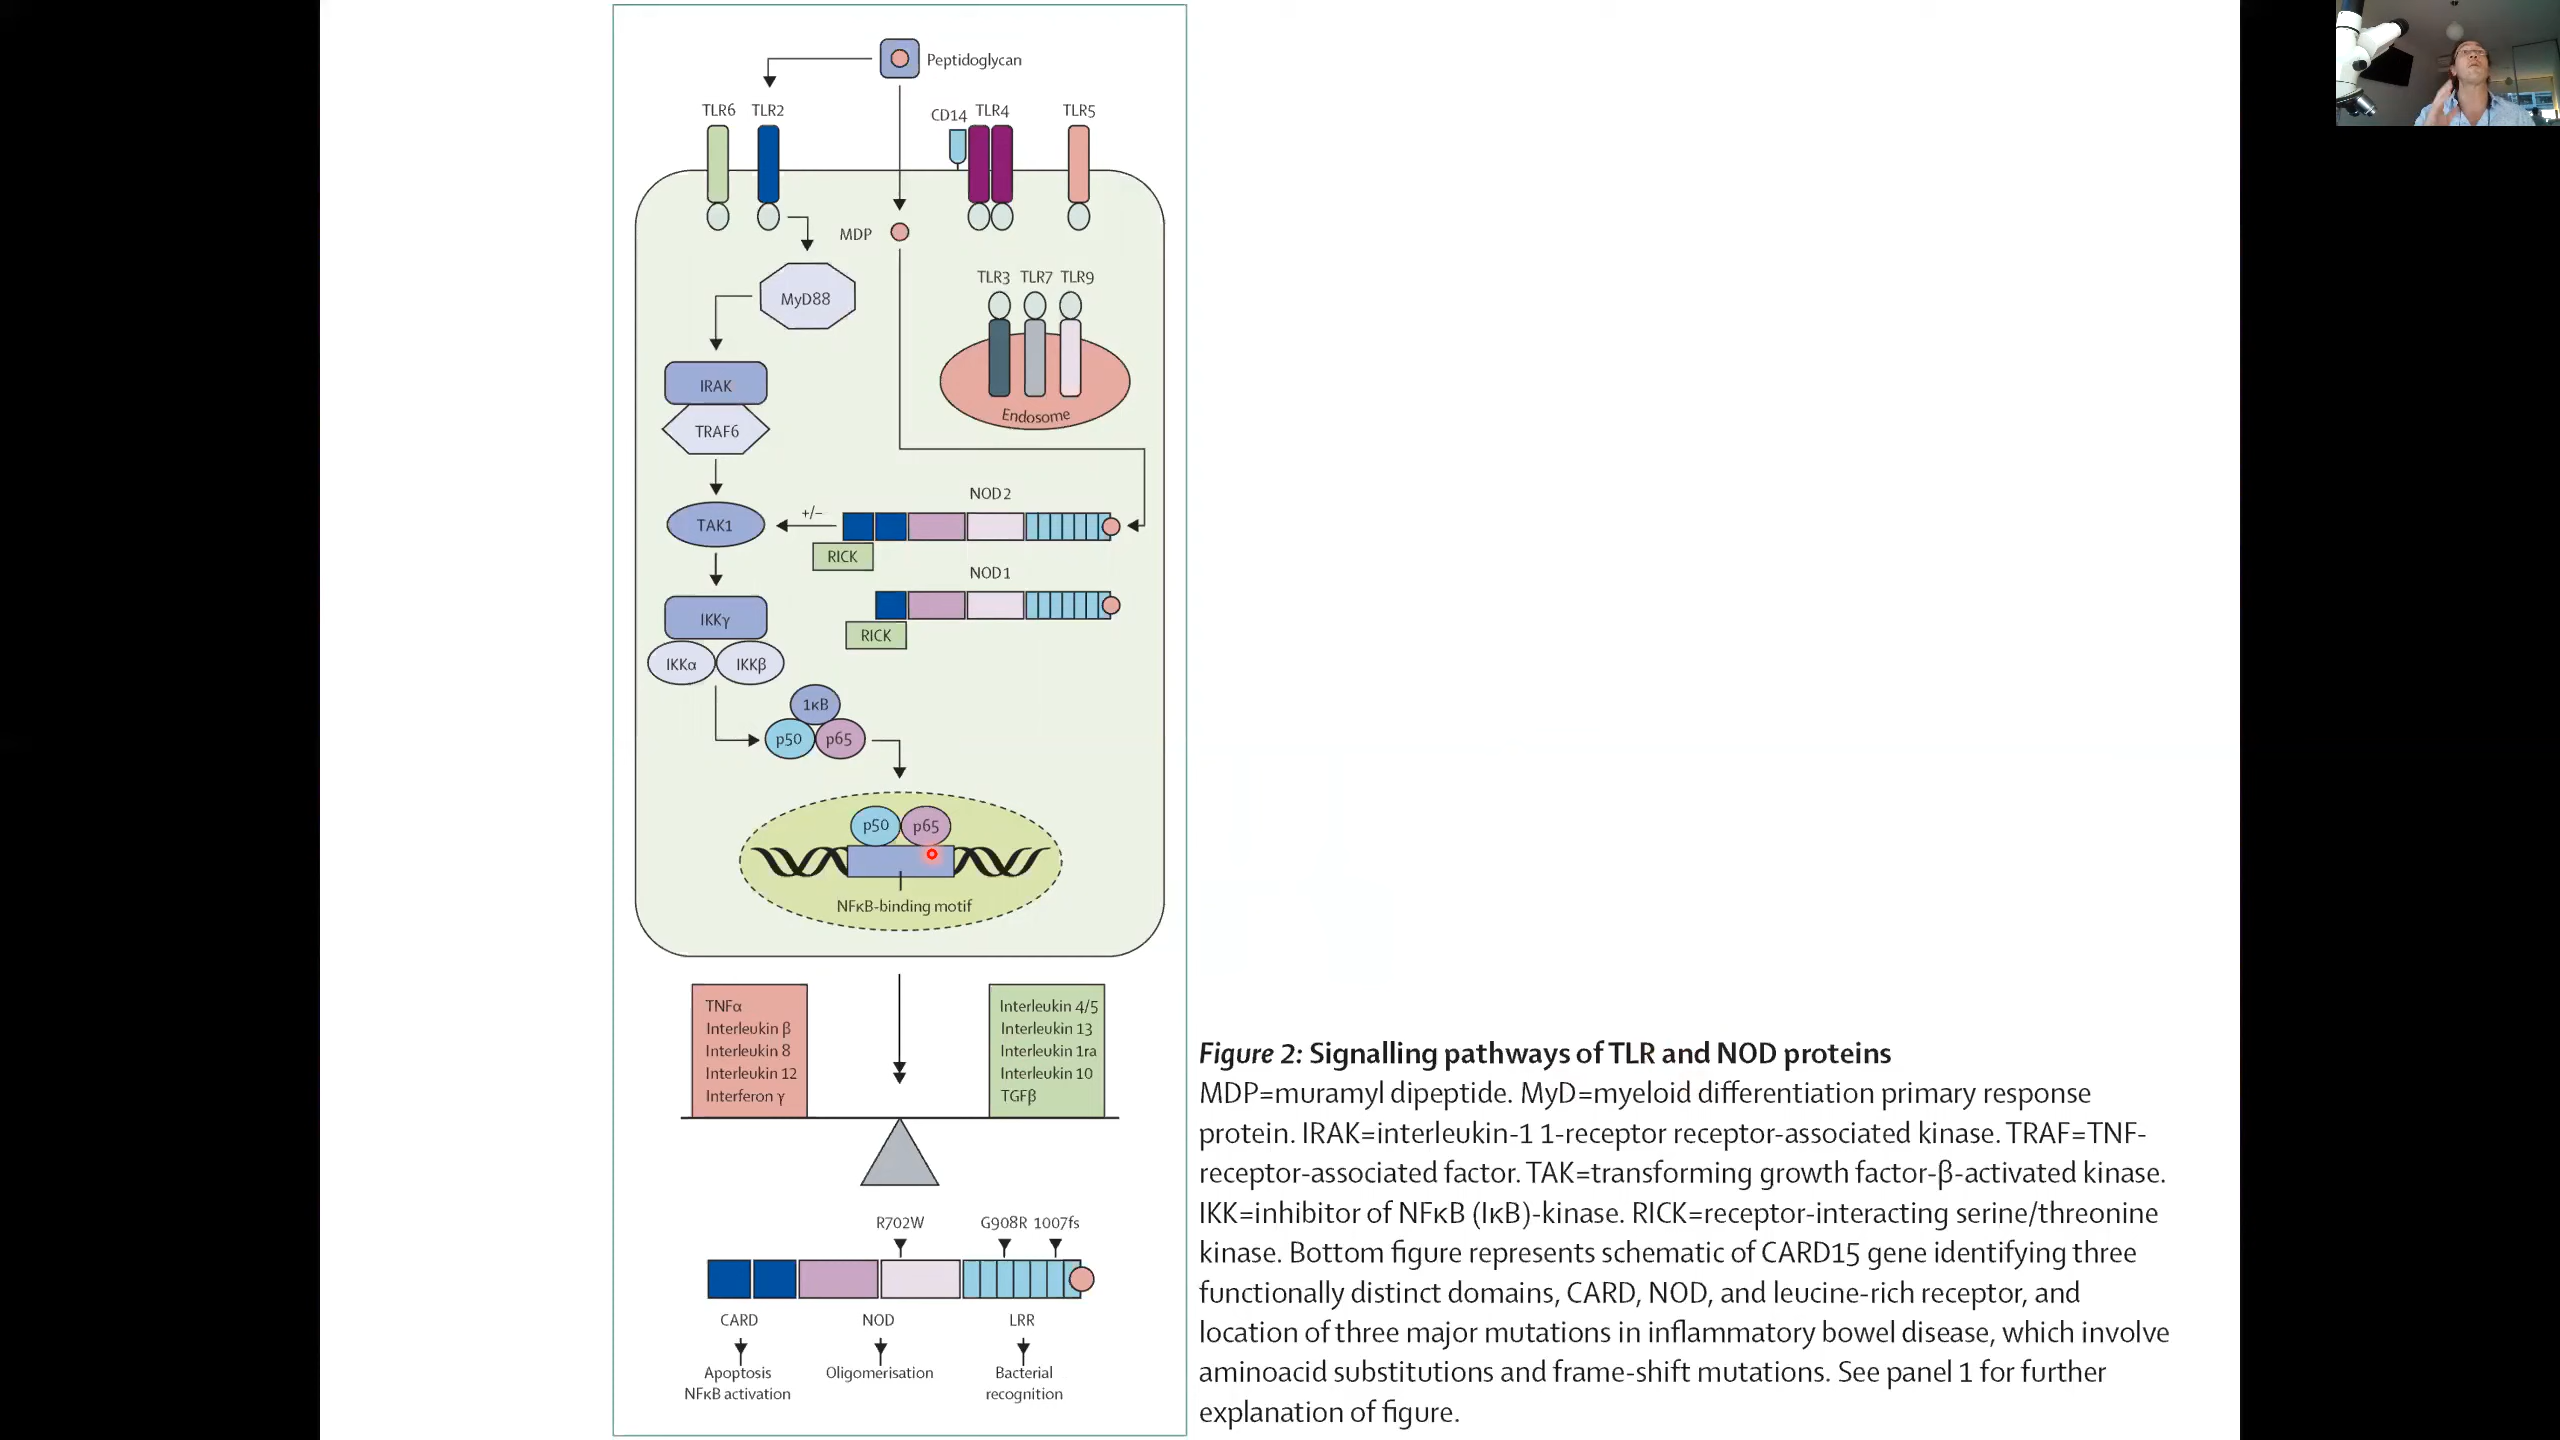 Peptidoglycan
TLR6 TLR2
CD14 TLR4
TLR5
MDP
MyD88
TLR3 TLR7 TLR9
IRAK
Endosome
TRAF6
NOD2
+/−
TAK1
RICK
NOD1
IKKγ
RICK
IKKα IKKβ
1κB
p50 p65
p50 p65
NFκB-binding motif
TNFα
Interleukin β
Interleukin 8
Interleukin 12
Interferon γ
Interleukin 4/5
Interleukin 13
Interleukin 1ra
Interleukin 10
TGFβ
R702W G908R 1007fs
CARD NOD LRR
Apoptosis
NFκB activation
Oligomerisation
Bacterial
recognition
Figure 2: Signalling pathways of TLR and NOD proteins
MDP=muramyl dipeptide. MyD=myeloid differentiation primary response
protein. IRAK=interleukin-1 1-receptor receptor-associated kinase. TRAF=TNF-
receptor-associated factor. TAK=transforming growth factor-β-activated kinase.
IKK=inhibitor of NFκB (IκB)-kinase. RICK=receptor-interacting serine/threonine
kinase. Bottom figure represents schematic of CARD15 gene identifying three
functionally distinct domains, CARD, NOD, and leucine-rich receptor, and
location of three major mutations in inflammatory bowel disease, which involve
aminoacid substitutions and frame-shift mutations. See panel 1 for further
explanation of figure.